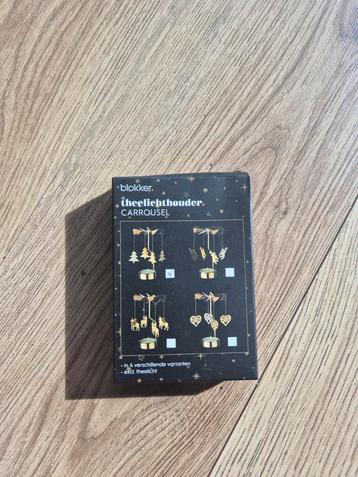 blokker.
theelichthouder.
CARROUSEL
- in 4 verschillende varianten
- excl. theelicht